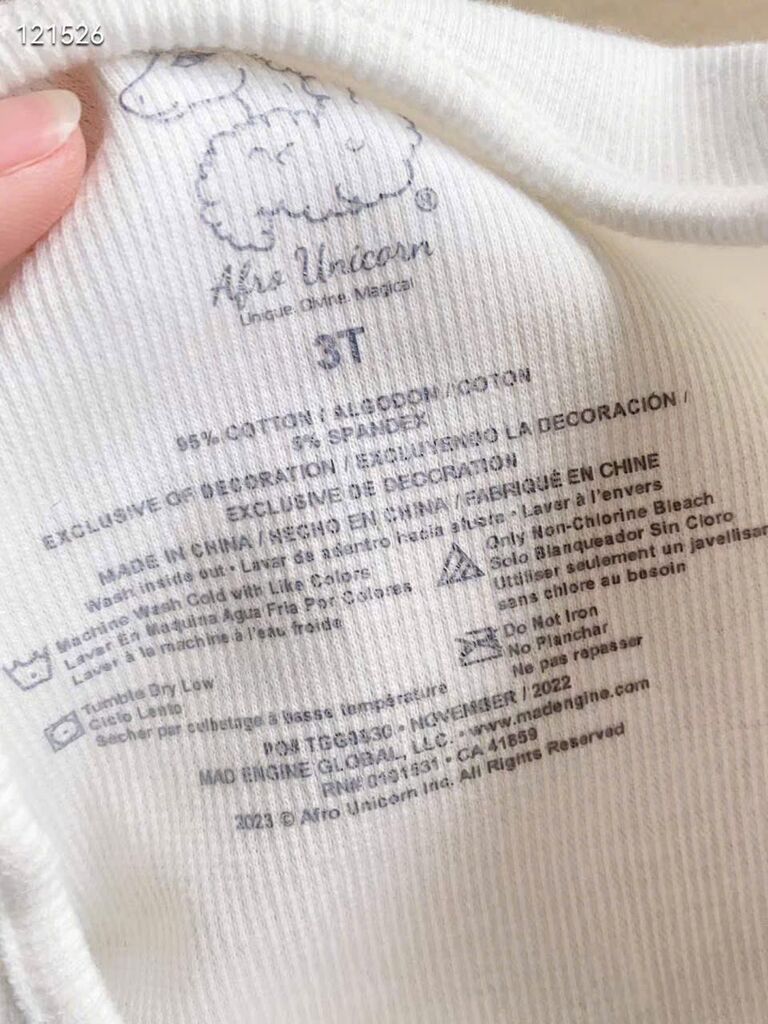 121526
Afro Unicorn
Unique. Divine. Magical
3T
95% COTTON / ALGODON / COTON
5% SPANDEX
EXCLUSIVE OF DECORATION / EXCLUYENDO LA DECORACIÓN /
EXCLUSIVE DE DECORATION
MADE IN CHINA / HECHO EN CHINA / FABRIQUÉ EN CHINE
Wash inside out • Lavar de adentro hacia afuera • Laver à l'envers
Machine Wash Cold with Like Colors
Lavar En Maquina Agua Fria Por Colores
Laver à la machine à l'eau froide
Only Non-Chlorine Bleach
Solo Blanqueador Sin Cloro
Utiliser seulement un javellisan
sans chlore au besoin
Tumble Dry Low
Ciclo Lento
Sécher par culbutage à basse température
Do Not Iron
No Planchar
Ne pas repasser
PO# • NOVEMBER / 2022
MAD ENGINE GLOBAL, LLC. • www.madengine.com
RN# • CA 41559
2023 © Afro Unicorn Inc. All Rights Reserved